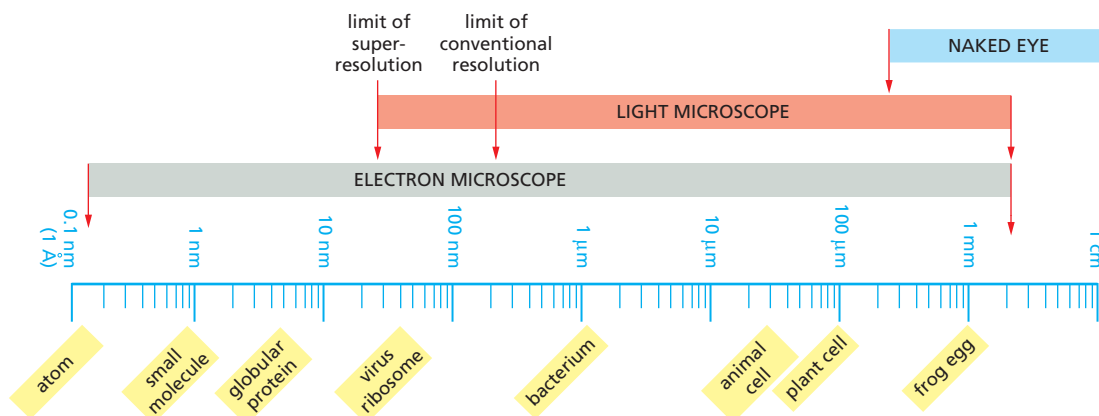 limit of
super-
resolution
limit of
conventional
resolution
NAKED EYE
LIGHT MICROSCOPE
ELECTRON MICROSCOPE
0.1 nm
(1 Å)
1 nm
10 nm
100 nm
1 μm
10 μm
100 μm
1 mm
1 cm
atom
small
molecule
globular
protein
virus
ribosome
bacterium
animal
cell
plant cell
frog egg